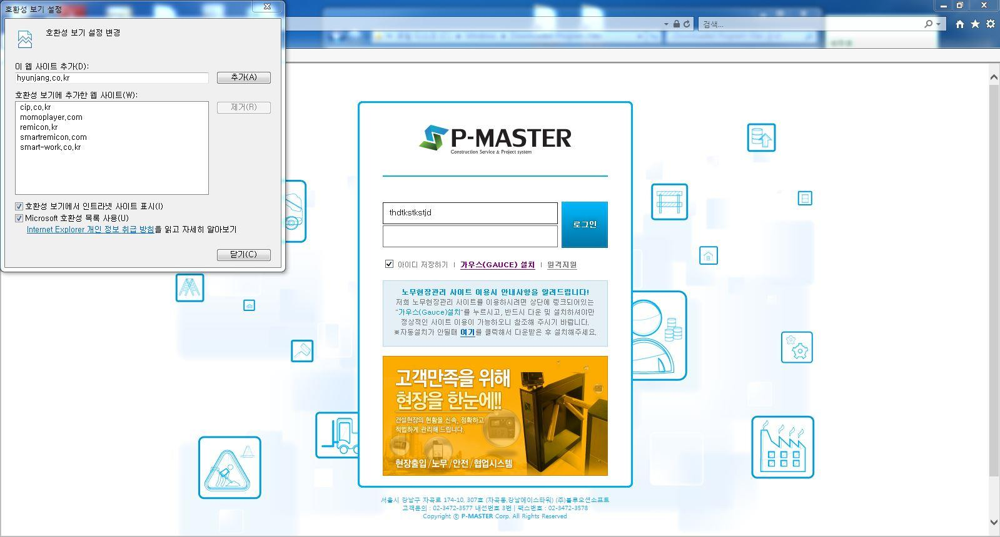 호환성 보기 설정
호환성 보기 설정 변경
이 웹 사이트 추가(D):
hyunjang.co.kr
추가(A)
호환성 보기에 추가한 웹 사이트(W):
cip.co.kr
momoplayer.com
remicon.kr
smartremicon.com
smart-work.co.kr
제거(R)
호환성 보기에서 인트라넷 사이트 표시(I)
Microsoft 호환성 목록 사용(U)
Internet Explorer 개인 정보 취급 방침을 읽고 자세히 알아보기
닫기(C)
검색...
P-MASTER
Construction Service & Project system
thdtkstkstjd
로그인
아이디 저장하기 | 가우스(GAUCE) 설치 | 원격지원
노무현장관리 사이트 이용시 안내사항을 알려드립니다!
저희 노무현장관리 사이트를 이용하시려면 상단에 링크되어있는
"가우스(Gauce)설치"를 누르시고, 반드시 다운 및 설치하셔야만
정상적인 사이트 이용이 가능하오니 참조해 주시기 바랍니다.
※자동설치가 안될때 여기를 클릭해서 다운받은 후 설치해주세요.
고객만족을 위해
현장을 한눈에!!
건설현장의 현황을 신속, 정확하고
적법하게 관리해 드립니다.
현장출입/노무/안전/협업시스템
서울시 강남구 자곡로 174-10, 307호 (자곡동,강남에이스타워) (주)블루오션소프트
고객문의 : 02-3472-3577 내선번호 3번 | 팩스번호 : 02-3472-3578
Copyright ⓒ P-MASTER Corp. All Rights Reserved